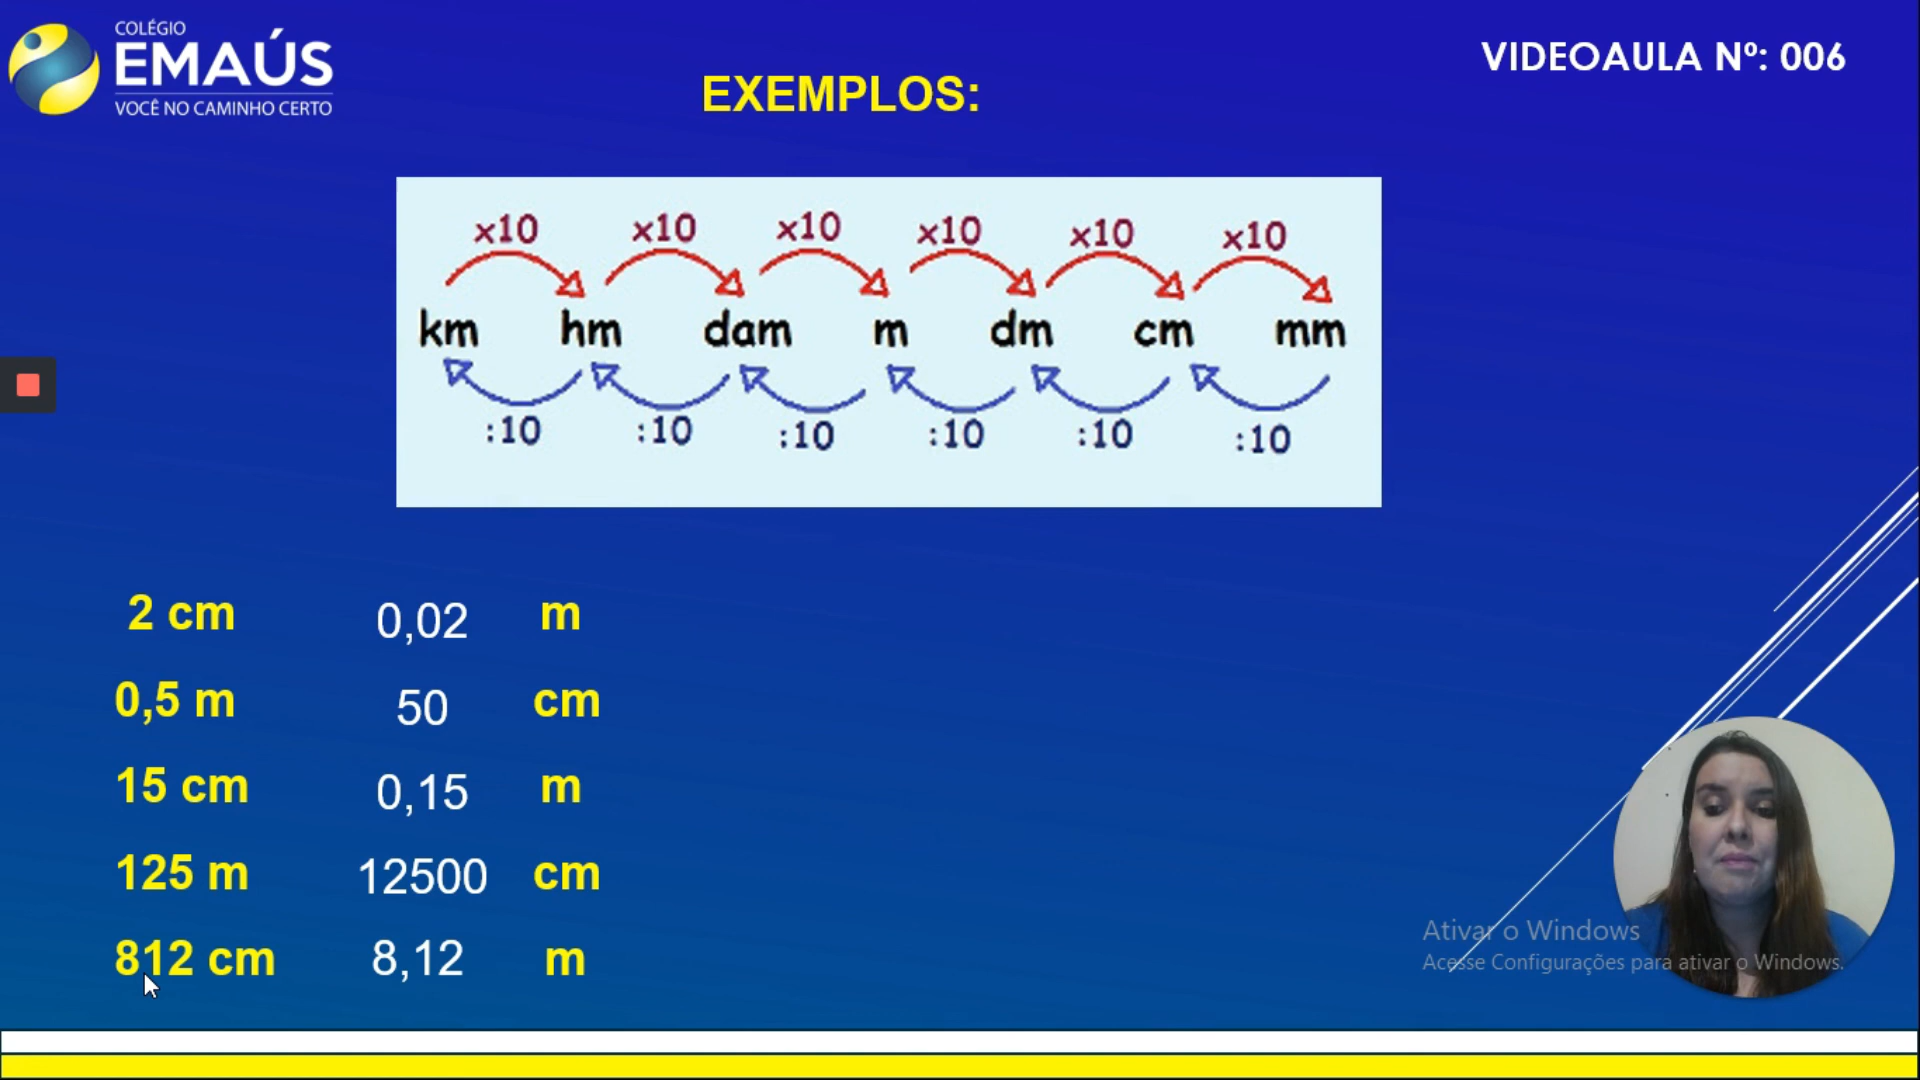 COLÉGIO
EMAÚS
VOCÊ NO CAMINHO CERTO
VIDEOAULA Nº: 006
EXEMPLOS:
x10 x10 x10 x10 x10 x10
km hm dam m dm cm mm
:10 :10 :10 :10 :10 :10
2 cm 0,02 m
0,5 m 50 cm
15 cm 0,15 m
125 m 12500 cm
812 cm 8,12 m
Ativar o Windows
Acesse Configurações para ativar o Windows.